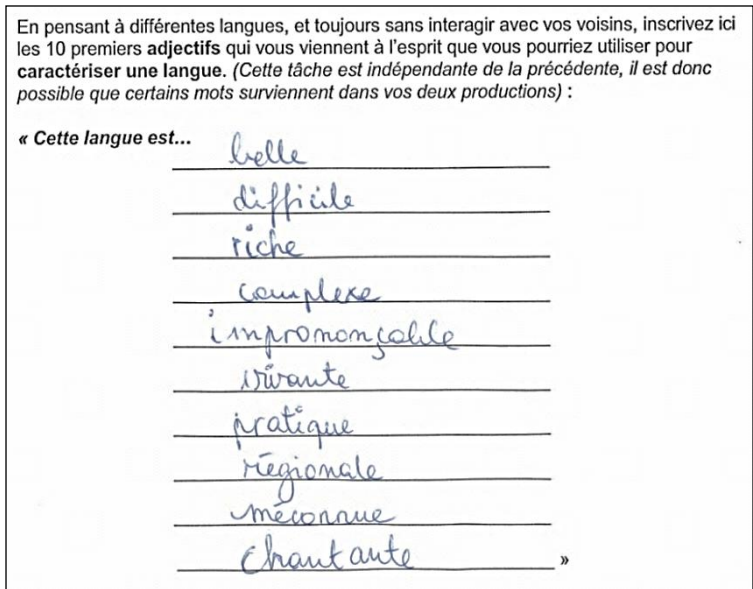 En pensant à différentes langues, et toujours sans interagir avec vos voisins, inscrivez ici
les 10 premiers adjectifs qui vous viennent à l'esprit que vous pourriez utiliser pour
caractériser une langue. (Cette tâche est indépendante de la précédente, il est donc
possible que certains mots surviennent dans vos deux productions) :
« Cette langue est...
belle
difficile
riche
complexe
impronomçable
vivante
pratique
régionale
méconnue
chantante »